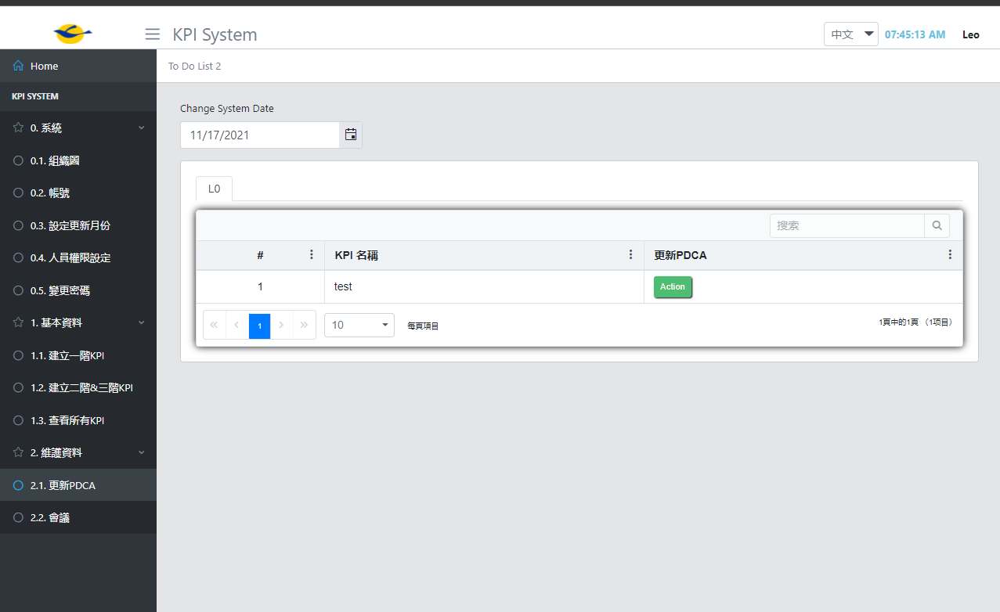 KPI System
中文
07:45:13 AM
Leo
Home
KPI SYSTEM
0. 系統
0.1. 組織圖
0.2. 帳號
0.3. 設定更新月份
0.4. 人員權限設定
0.5. 變更密碼
1. 基本資料
1.1. 建立一階KPI
1.2. 建立二階&三階KPI
1.3. 查看所有KPI
2. 維護資料
2.1. 更新PDCA
2.2. 會議
To Do List 2
Change System Date
11/17/2021
L0
搜索
# KPI 名稱 更新PDCA
1 test Action
1 10 每頁項目 1頁中的1頁 （1项目）